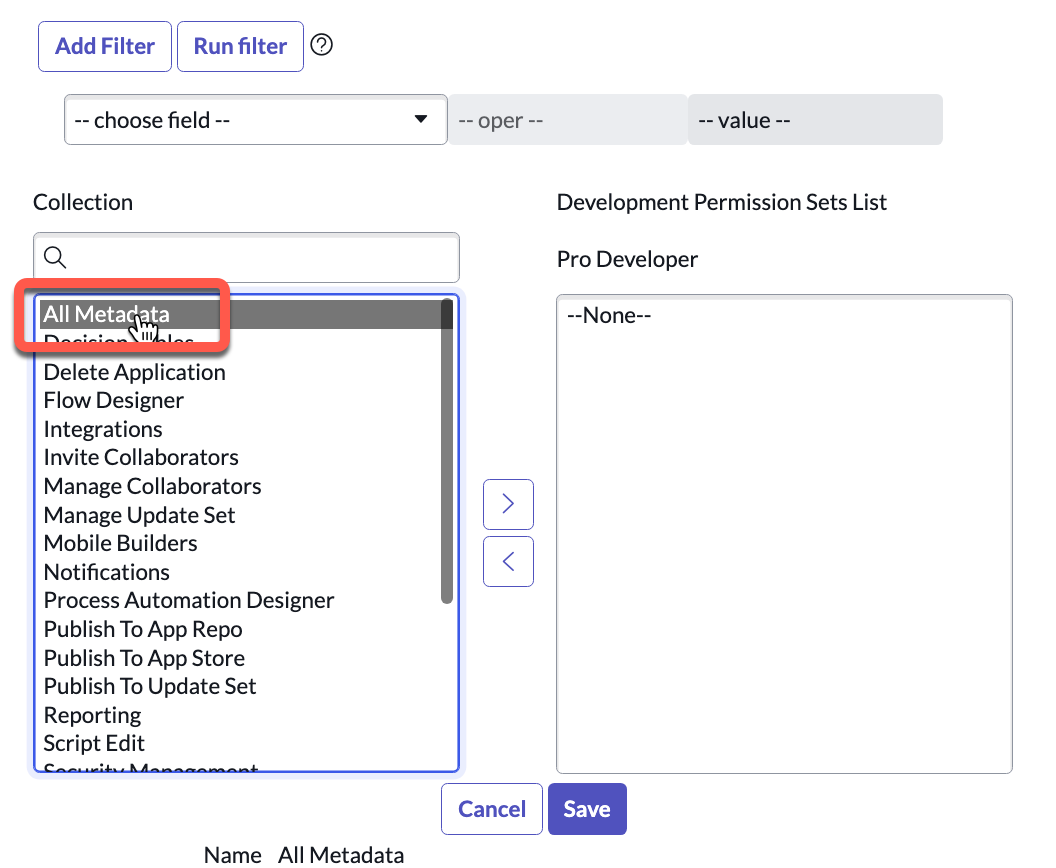 Add Filter Run filter ?
-- choose field -- -- oper -- -- value --
Collection Development Permission Sets List
Pro Developer
All Metadata
--None--
Decision Tables
Delete Application
Flow Designer
Integrations
Invite Collaborators
Manage Collaborators
Manage Update Set
Mobile Builders
Notifications
Process Automation Designer
Publish To App Repo
Publish To App Store
Publish To Update Set
Reporting
Script Edit
Security Management
>
<
Cancel Save
Name All Metadata